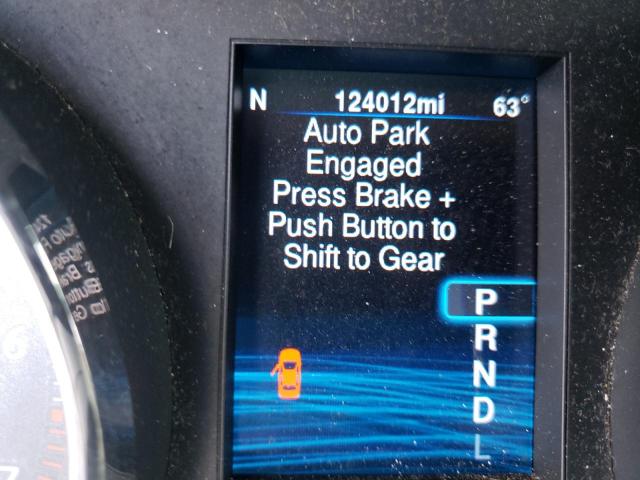 N 124012mi 63°
Auto Park
Engaged
Press Brake +
Push Button to
Shift to Gear
P
R
N
D
L